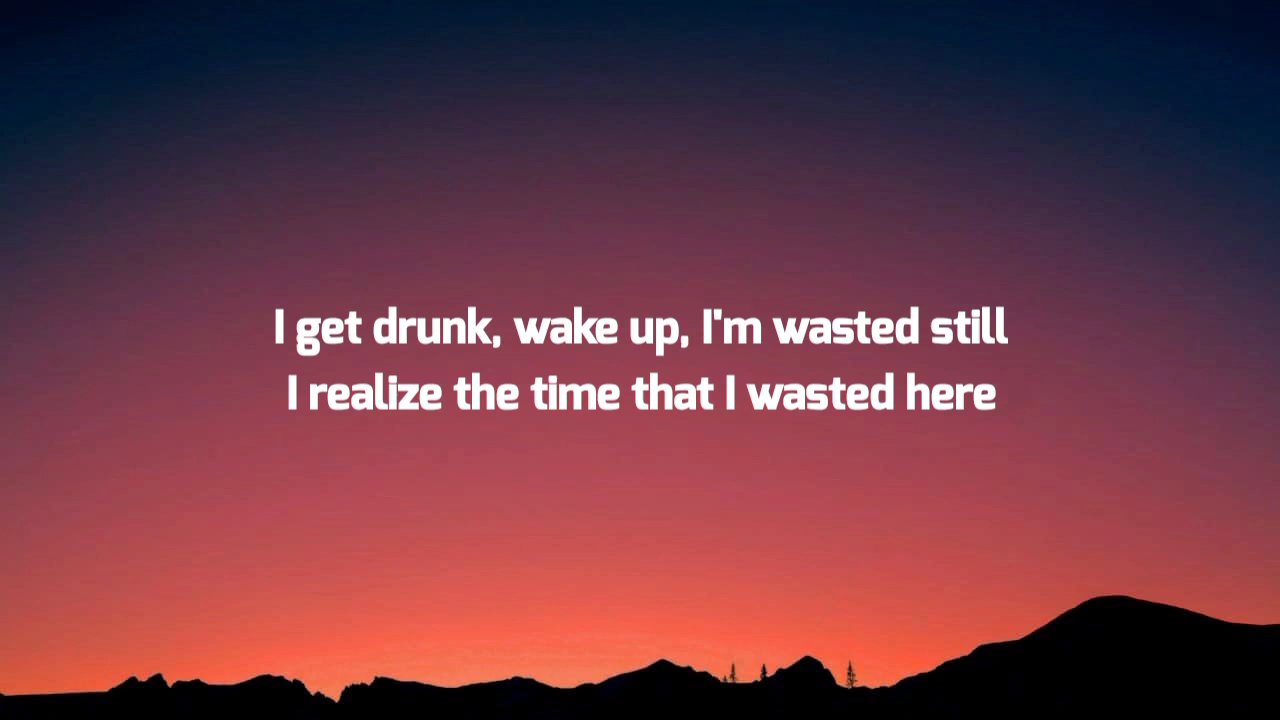 I get drunk, wake up, I'm wasted still
I realize the time that I wasted here